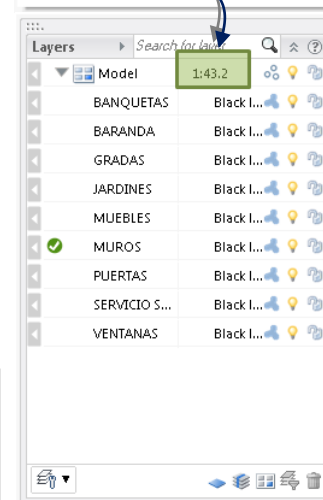 Layers Search for layer
Model 1:43.2
BANQUETAS Black I...
BARANDA Black I...
GRADAS Black I...
JARDINES Black I...
MUEBLES Black I...
MUROS Black I...
PUERTAS Black I...
SERVICIO S... Black I...
VENTANAS Black I...